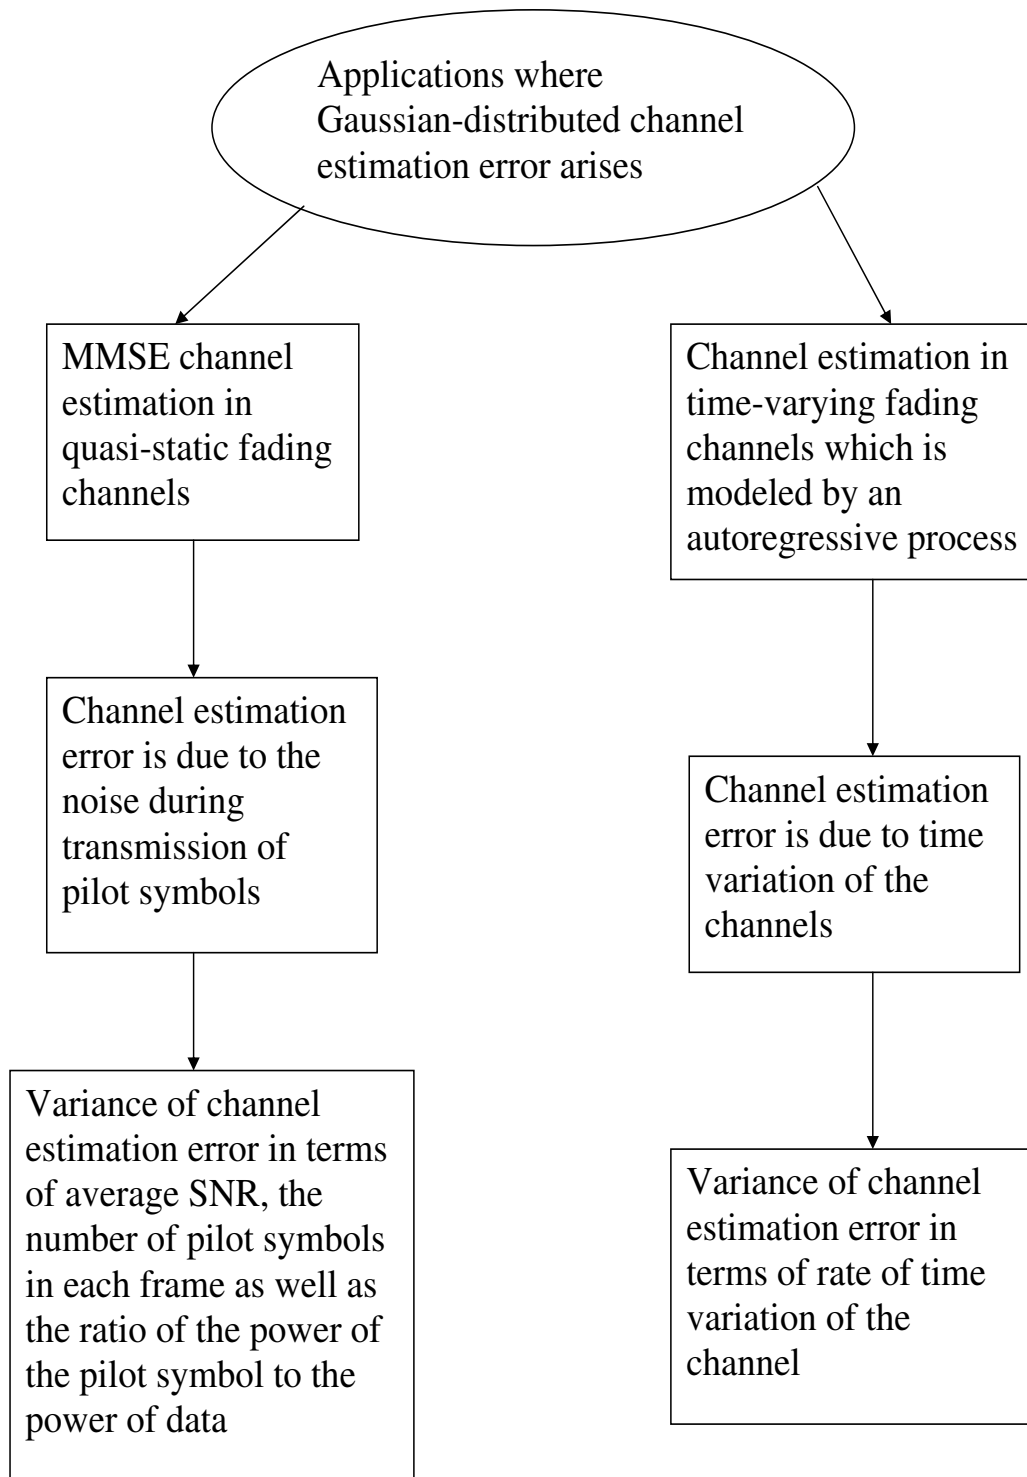 Applications where
Gaussian-distributed channel
estimation error arises
MMSE channel
estimation in
quasi-static fading
channels
Channel estimation
error is due to the
noise during
transmission of
pilot symbols
Variance of channel
estimation error in terms
of average SNR, the
number of pilot symbols
in each frame as well as
the ratio of the power of
the pilot symbol to the
power of data
Channel estimation in
time-varying fading
channels which is
modeled by an
autoregressive process
Channel estimation
error is due to time
variation of the
channels
Variance of channel
estimation error in
terms of rate of time
variation of the
channel